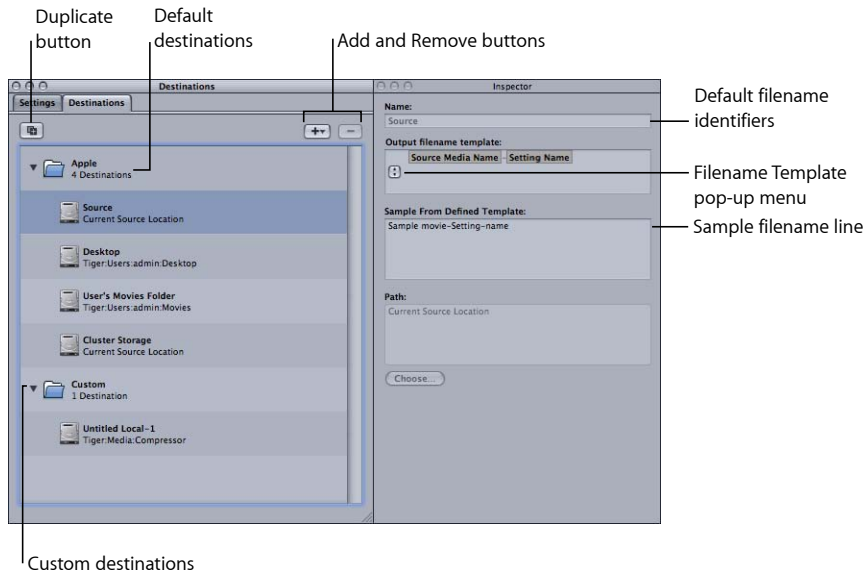 Duplicate
button
Default
destinations
Add and Remove buttons
Destinations
Settings Destinations
Apple
4 Destinations
Source
Current Source Location
Desktop
Tiger:Users:admin:Desktop
User's Movies Folder
Tiger:Users:admin:Movies
Cluster Storage
Current Source Location
Custom
1 Destination
Untitled Local-1
Tiger:Media:Compressor
Inspector
Name:
Source
Output filename template:
Source Media Name - Setting Name
Sample From Defined Template:
Sample movie-Setting-name
Path:
Current Source Location
Choose...
Default filename
identifiers
Filename Template
pop-up menu
Sample filename line
Custom destinations